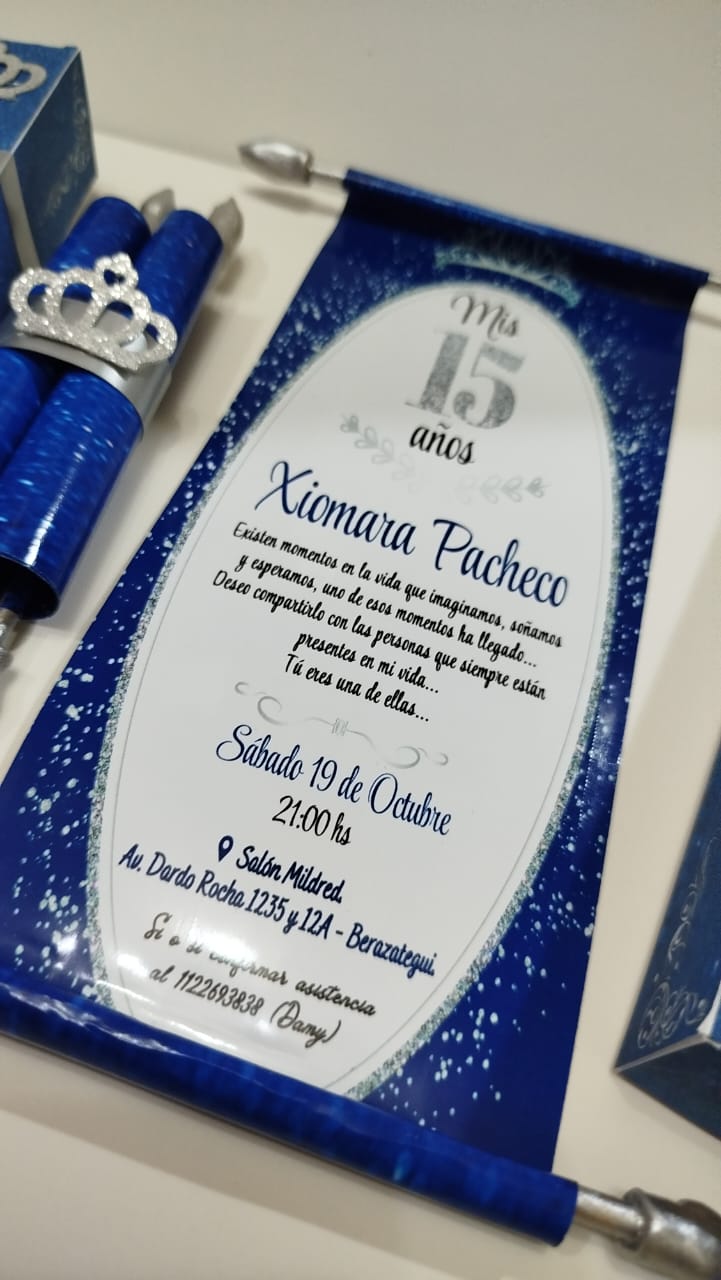 Mis
15
años
Xiomara Pacheco
Existen momentos en la vida que imaginamos, soñamos
y esperamos, uno de esos momentos ha llegado...
Deseo compartirlo con las personas que siempre están
presentes en mi vida...
Tú eres una de ellas...
Sábado 19 de Octubre
21:00 hs
Salón Mildred.
Av. Dardo Rocha 1235 y 12A - Berazategui.
Si o si confirmar asistencia
al 1122693838 (Damy)